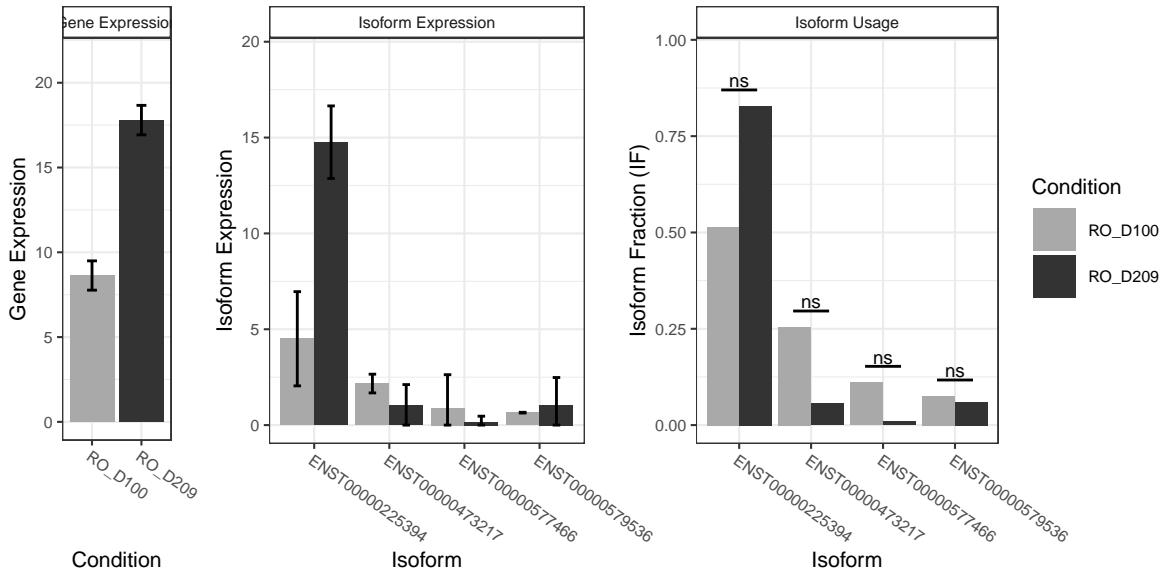 Gene Expression
Isoform Expression
Isoform Usage
Gene Expression
20
15
10
5
0
RO_D100
RO_D209
Condition
Isoform Expression
20
15
10
5
0
ENST00000225394
ENST00000473217
ENST00000577466
ENST00000579536
Isoform
Isoform Fraction (IF)
1.00
0.75
0.50
0.25
0.00
ns
ns
ns
ns
ENST00000225394
ENST00000473217
ENST00000577466
ENST00000579536
Isoform
Condition
RO_D100
RO_D209